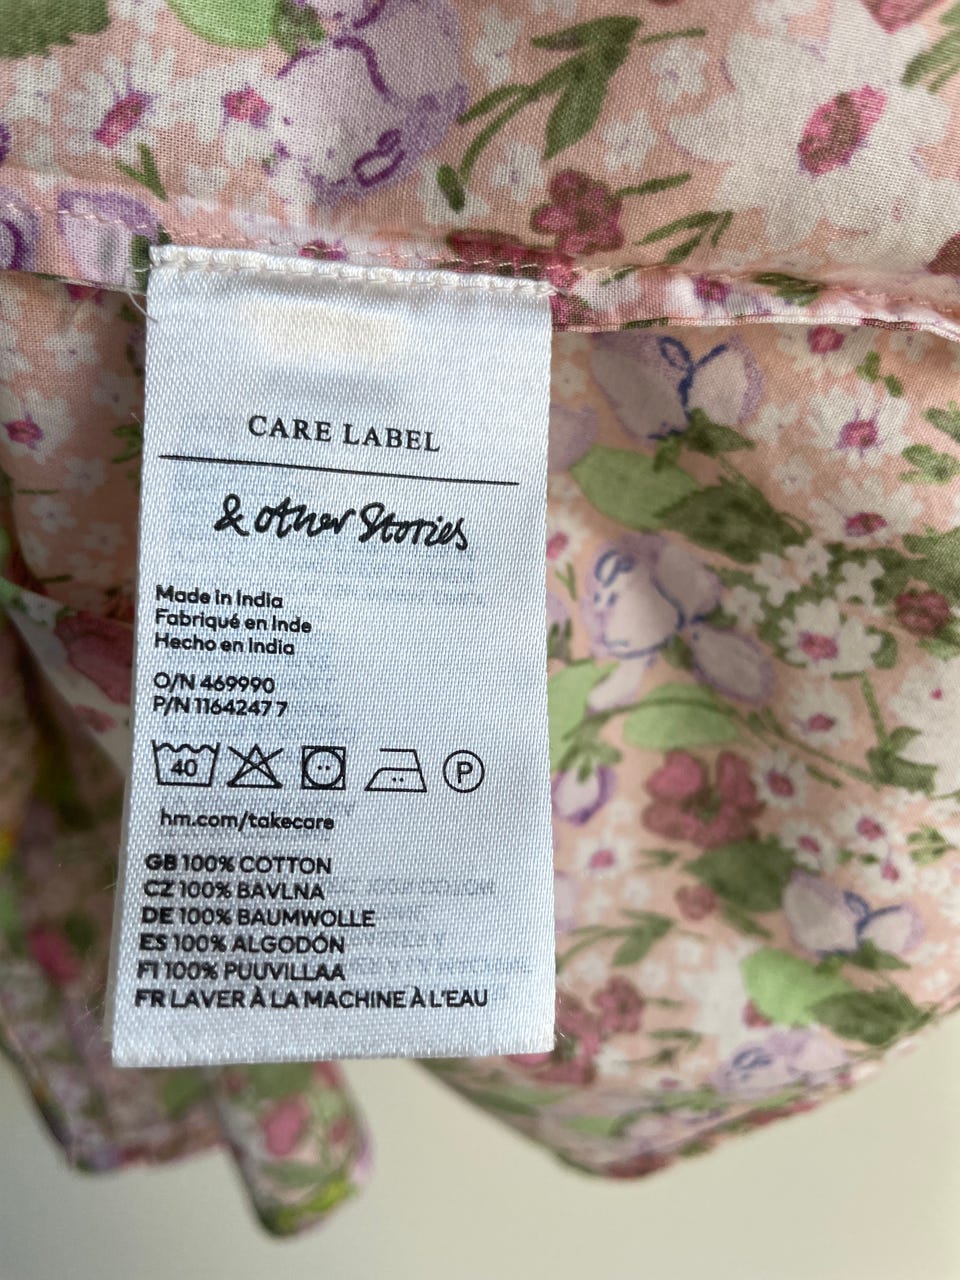 CARE LABEL
& other Stories
Made in India
Fabriqué en Inde
Hecho en India
O/N 469990
P/N 11642477
40 P
hm.com/takecare
GB 100% COTTON
CZ 100% BAVLNA
DE 100% BAUMWOLLE
ES 100% ALGODÓN
FI 100% PUUVILLAA
FR LAVER À LA MACHINE À L'EAU